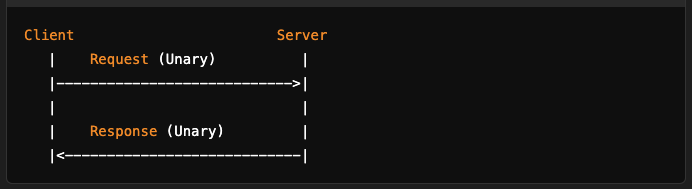 Client                        Server
   |    Request (Unary)          |
   |---------------------------->|
   |                             |
   |    Response (Unary)         |
   |<----------------------------|